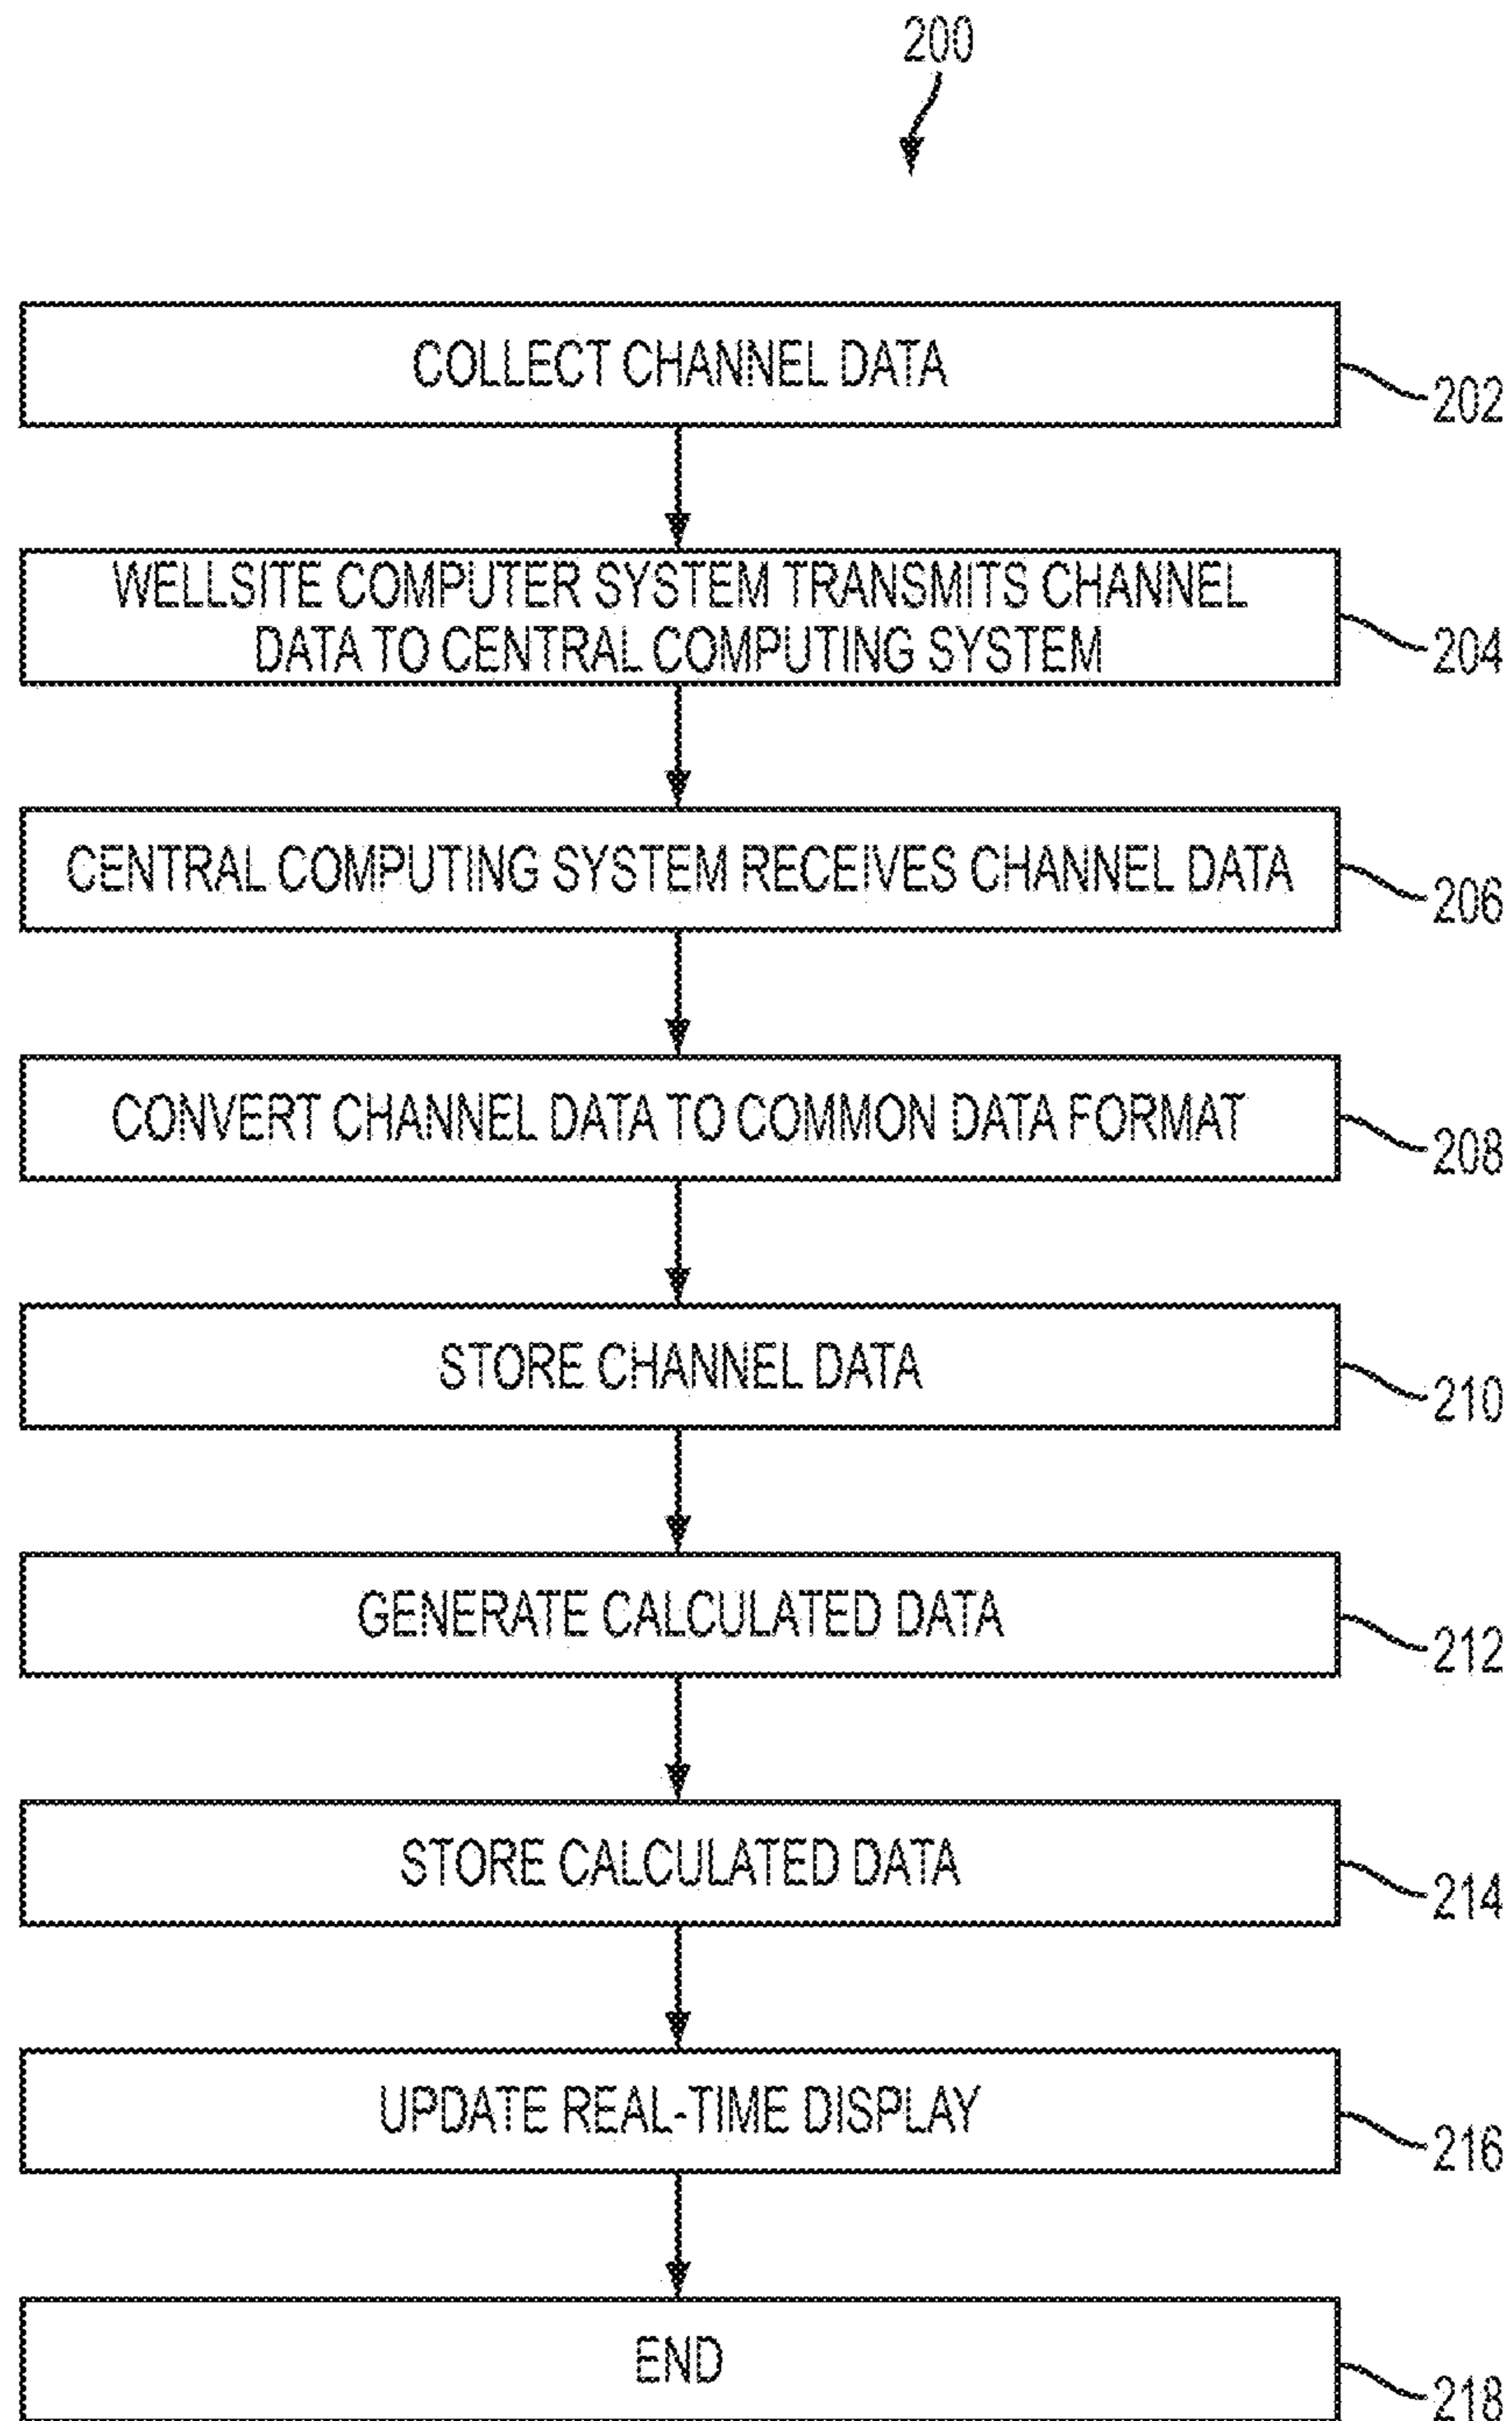 200
COLLECT CHANNEL DATA
202
WELLSITE COMPUTER SYSTEM TRANSMITS CHANNEL
DATA TO CENTRAL COMPUTING SYSTEM
204
CENTRAL COMPUTING SYSTEM RECEIVES CHANNEL DATA
206
CONVERT CHANNEL DATA TO COMMON DATA FORMAT
208
STORE CHANNEL DATA
210
GENERATE CALCULATED DATA
212
STORE CALCULATED DATA
214
UPDATE REAL-TIME DISPLAY
216
END
218